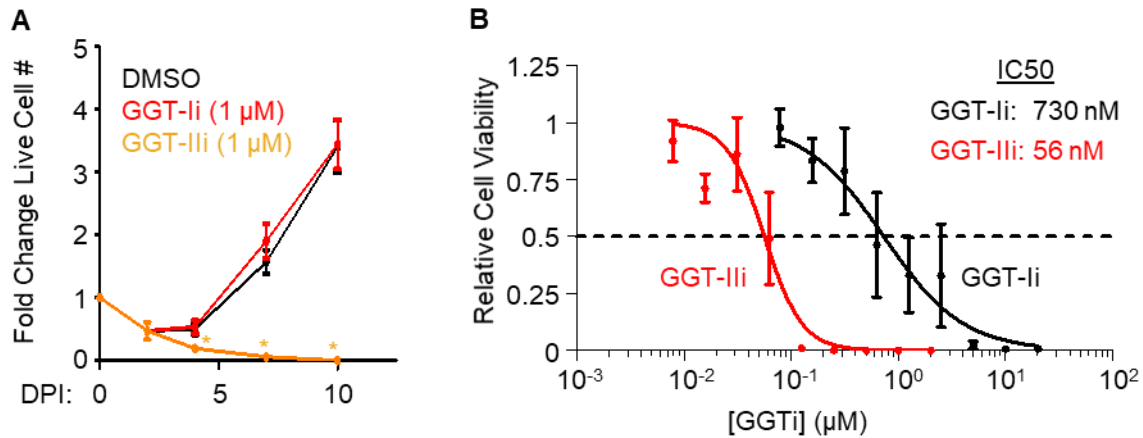 A
Fold Change Live Cell #
5
4
3
2
1
0
DMSO
GGT-Ii (1 µM)
GGT-IIi (1 µM)
*
*
*
DPI: 0 5 10
B
Relative Cell Viability
1.25
1
0.75
0.5
0.25
0
IC50
GGT-Ii: 730 nM
GGT-IIi: 56 nM
GGT-IIi
GGT-Ii
10-3 10-2 10-1 100 101 102
[GGTi] (µM)